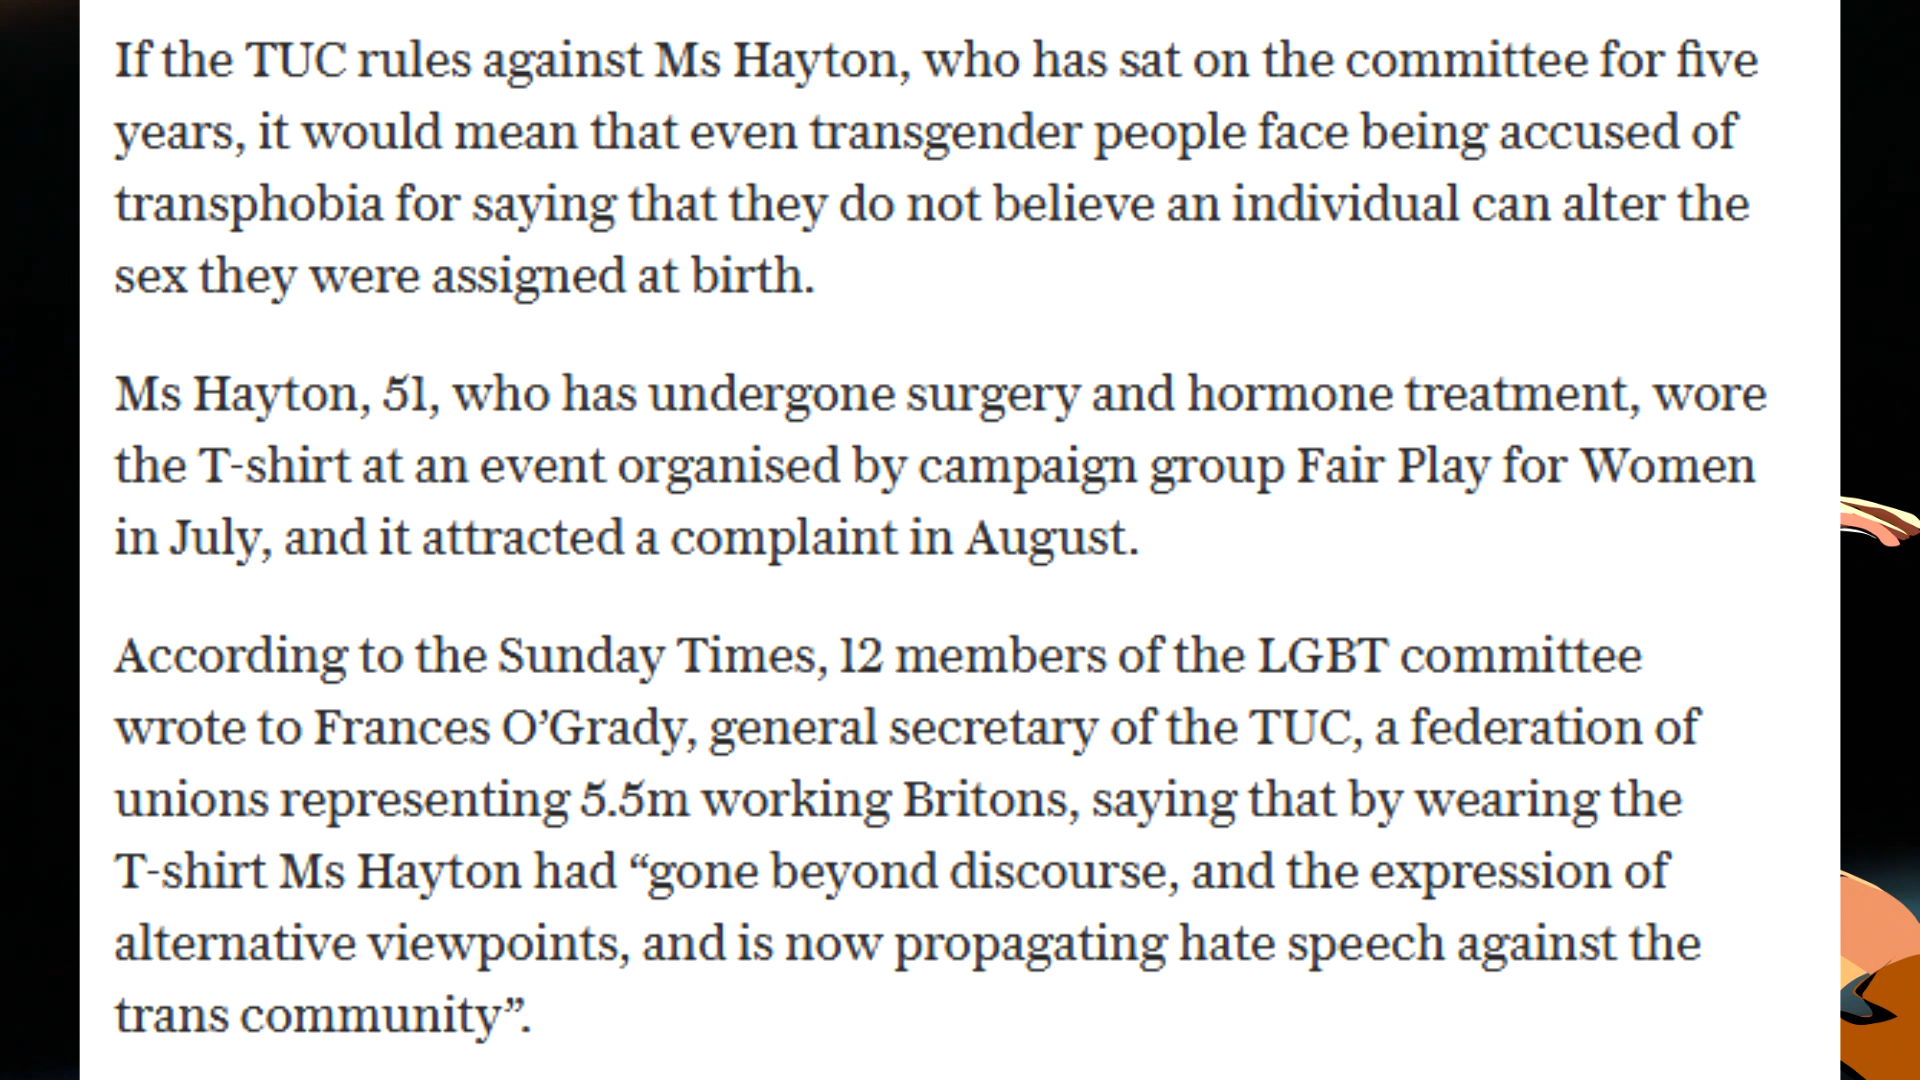 If the TUC rules against Ms Hayton, who has sat on the committee for five
years, it would mean that even transgender people face being accused of
transphobia for saying that they do not believe an individual can alter the
sex they were assigned at birth.
Ms Hayton, 51, who has undergone surgery and hormone treatment, wore
the T-shirt at an event organised by campaign group Fair Play for Women
in July, and it attracted a complaint in August.
According to the Sunday Times, 12 members of the LGBT committee
wrote to Frances O’Grady, general secretary of the TUC, a federation of
unions representing 5.5m working Britons, saying that by wearing the
T-shirt Ms Hayton had “gone beyond discourse, and the expression of
alternative viewpoints, and is now propagating hate speech against the
trans community”.